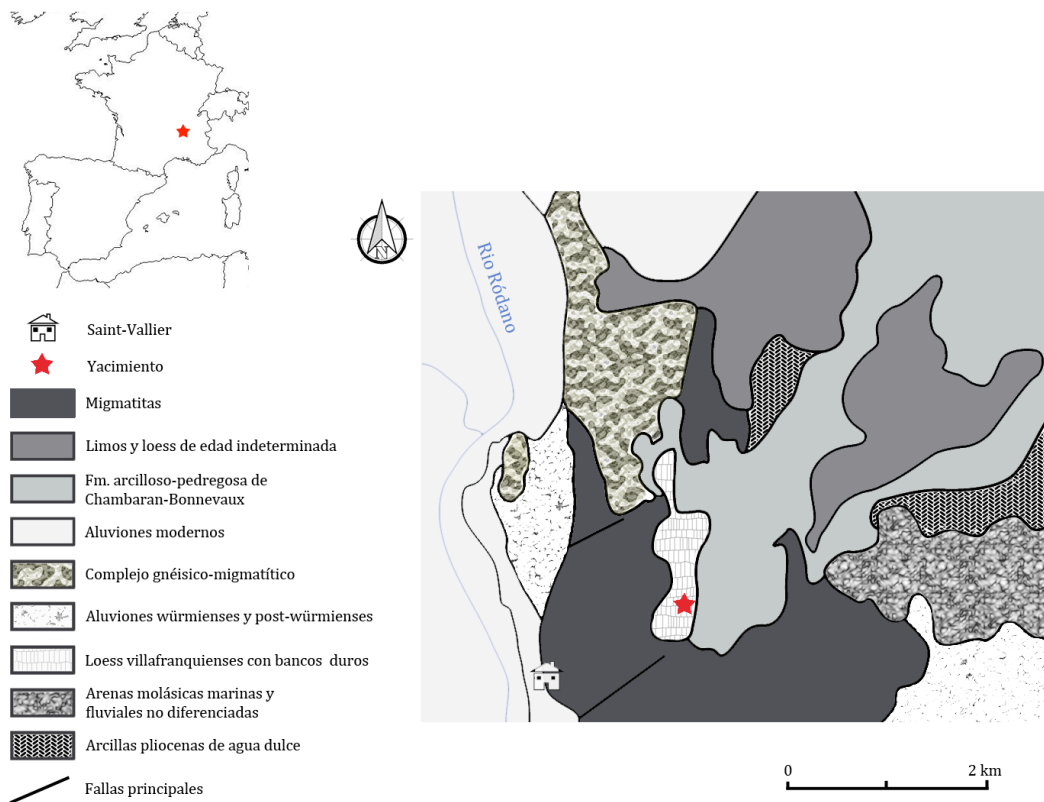 N
Rio Ródano
Saint-Vallier
Yacimiento
Migmatitas
Limos y loess de edad indeterminada
Fm. arcilloso-pedregosa de
Chambaran-Bonnevaux
Aluviones modernos
Complejo gnéisico-migmatítico
Aluviones würmienses y post-würmienses
Loess villafranquienses con bancos duros
Arenas molásicas marinas y
fluviales no diferenciadas
Arcillas pliocenas de agua dulce
Fallas principales
0 2 km